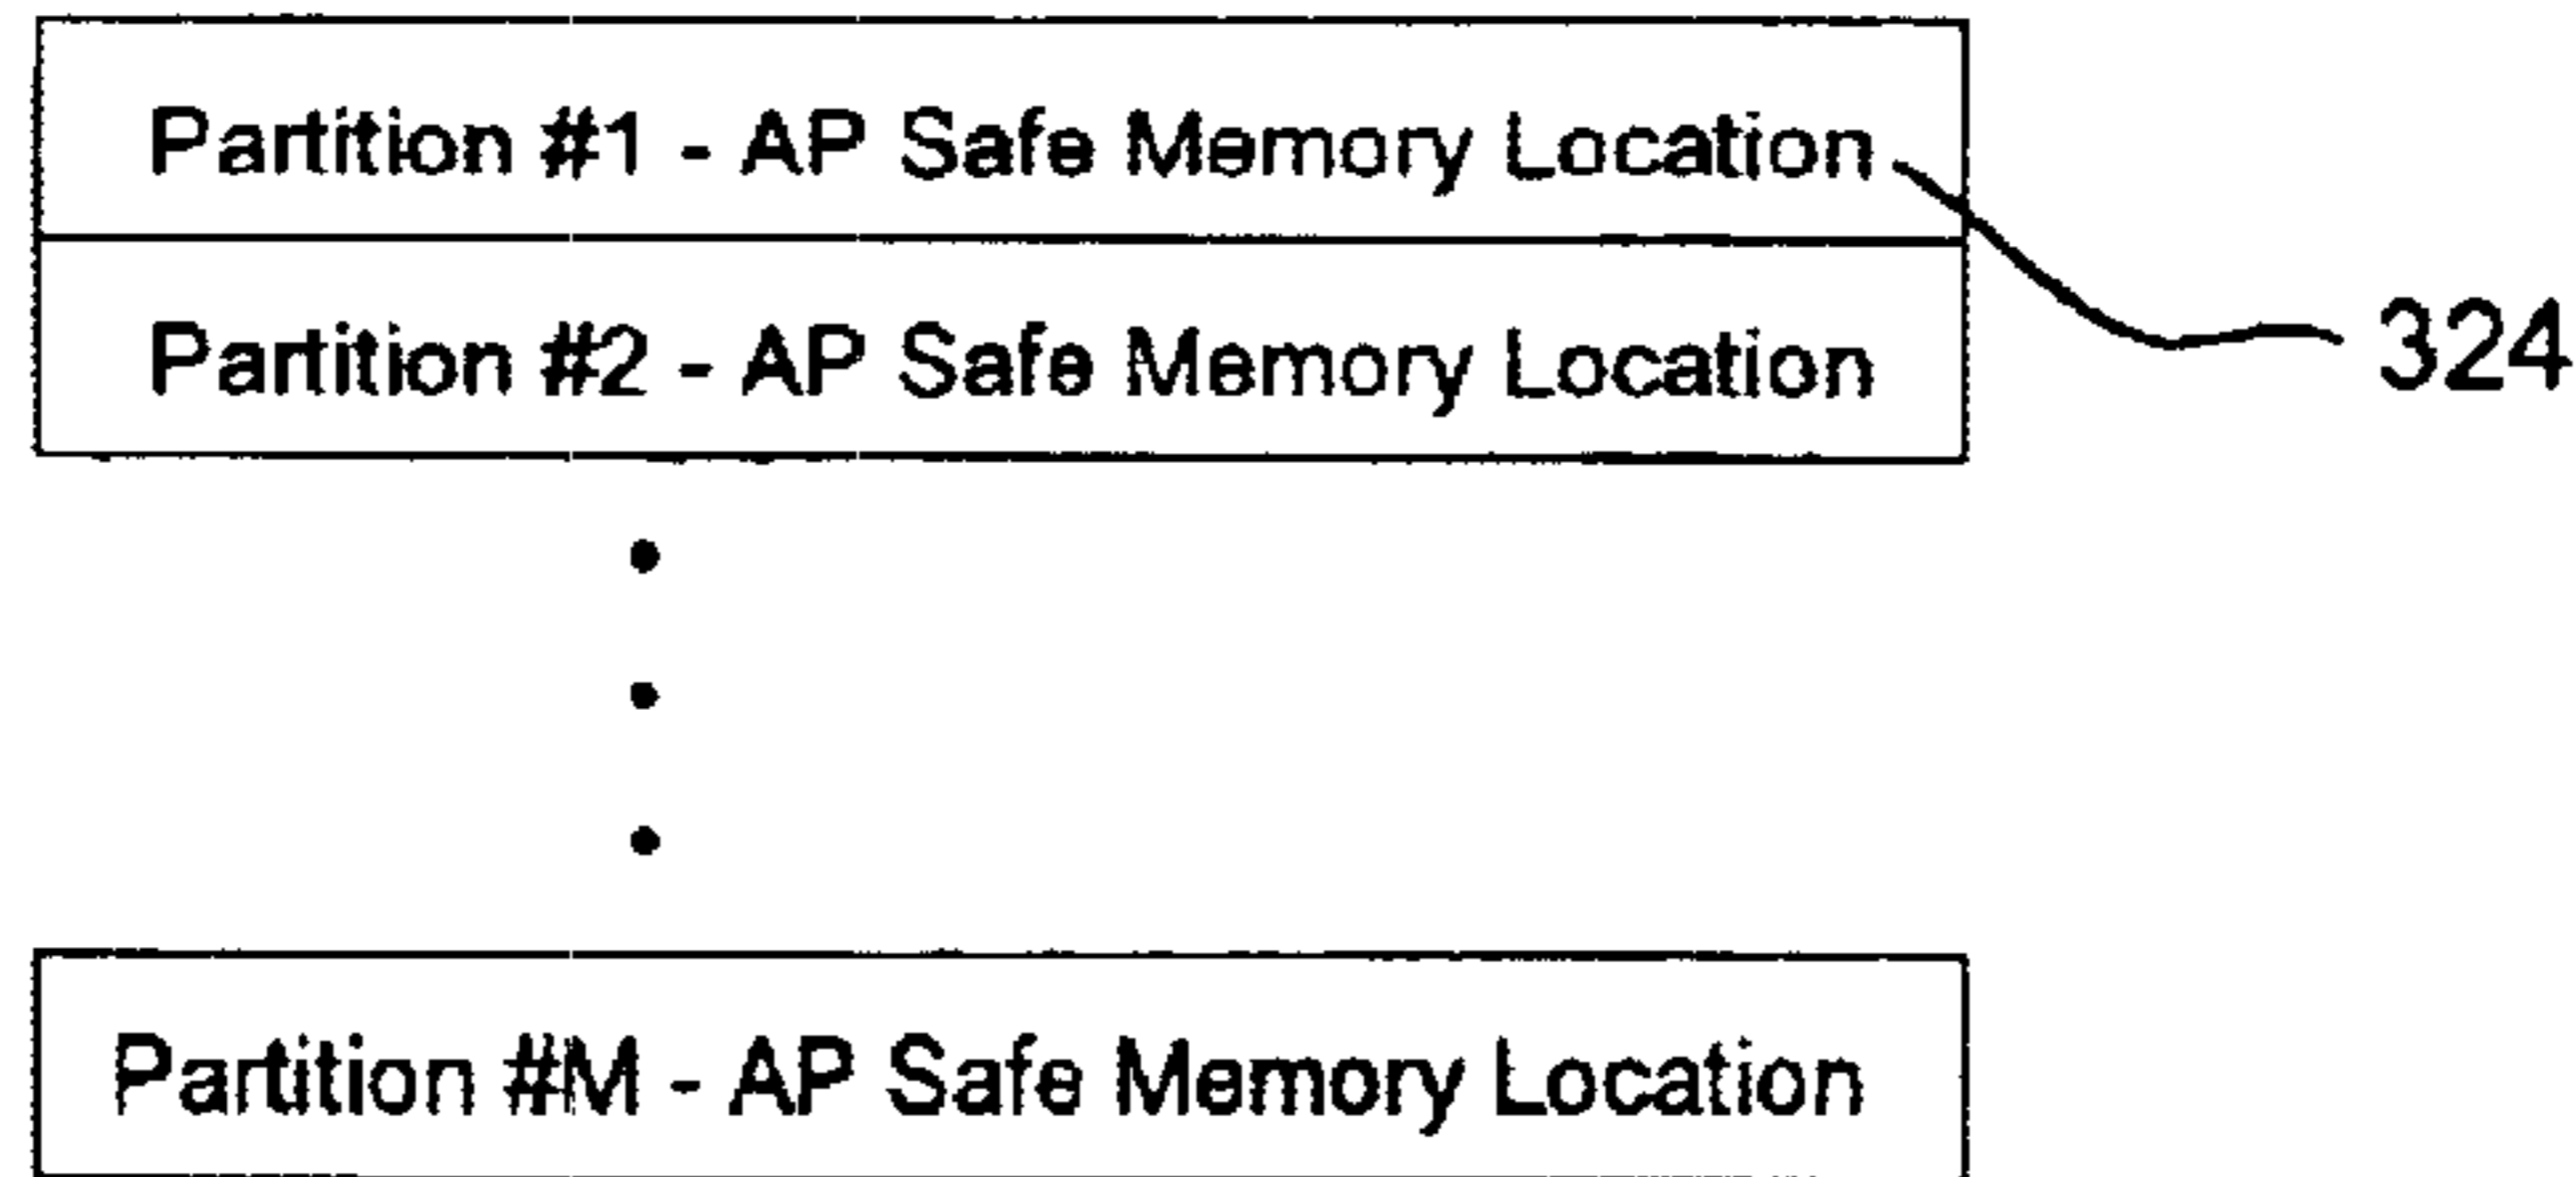 Partition #1 - AP Safe Memory Location
Partition #2 - AP Safe Memory Location
324
Partition #M - AP Safe Memory Location